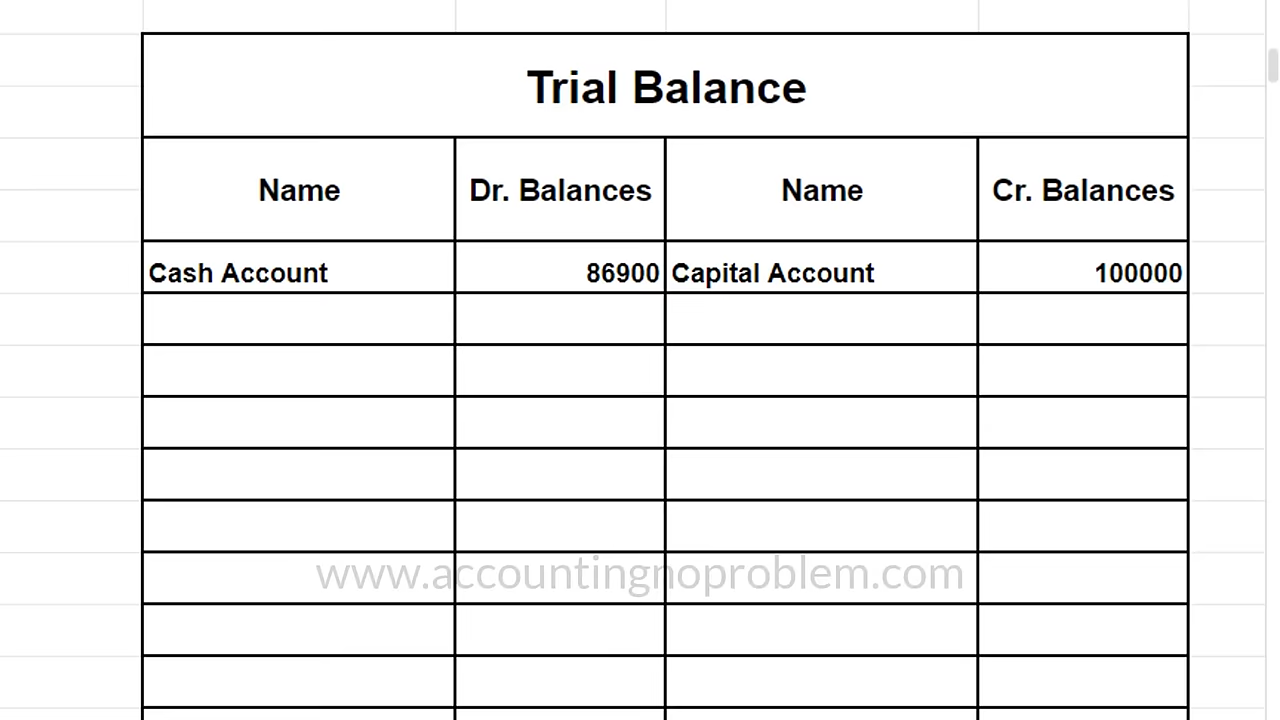 Trial Balance
Name Dr. Balances Name Cr. Balances
Cash Account 86900 Capital Account 100000
www.accountingnoproblem.com